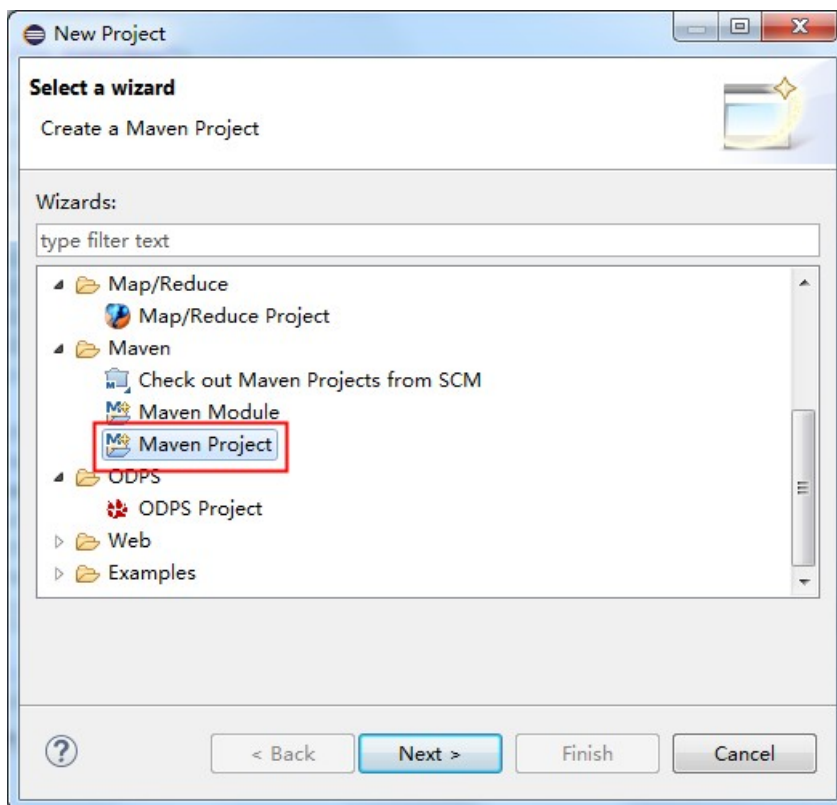 New Project
Select a wizard
Create a Maven Project
Wizards:
type filter text
Map/Reduce
Map/Reduce Project
Maven
Check out Maven Projects from SCM
Maven Module
Maven Project
ODPS
ODPS Project
Web
Examples
< Back Next > Finish Cancel